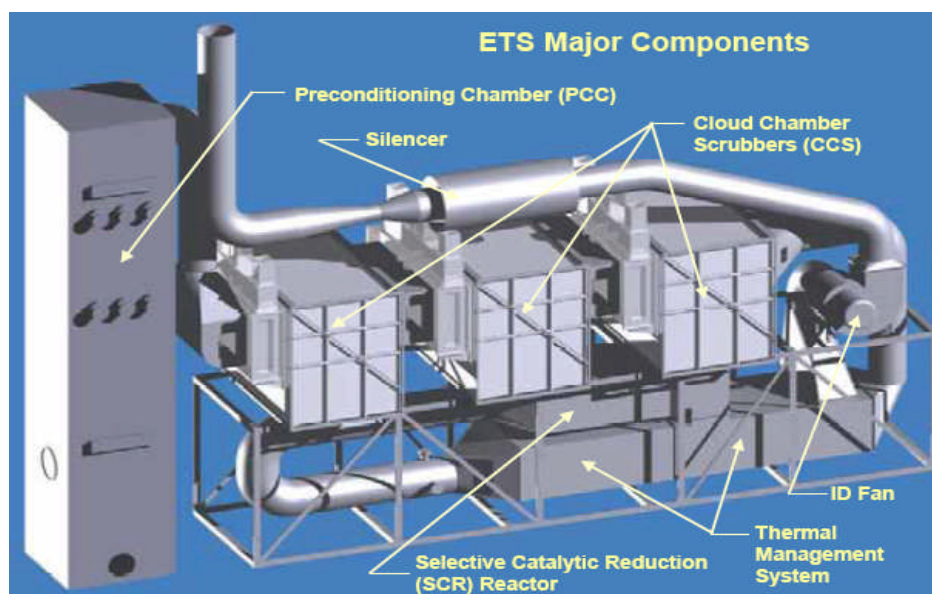 ETS Major Components
Preconditioning Chamber (PCC)
Silencer
Cloud Chamber
Scrubbers (CCS)
ID Fan
Thermal
Management
System
Selective Catalytic Reduction
(SCR) Reactor